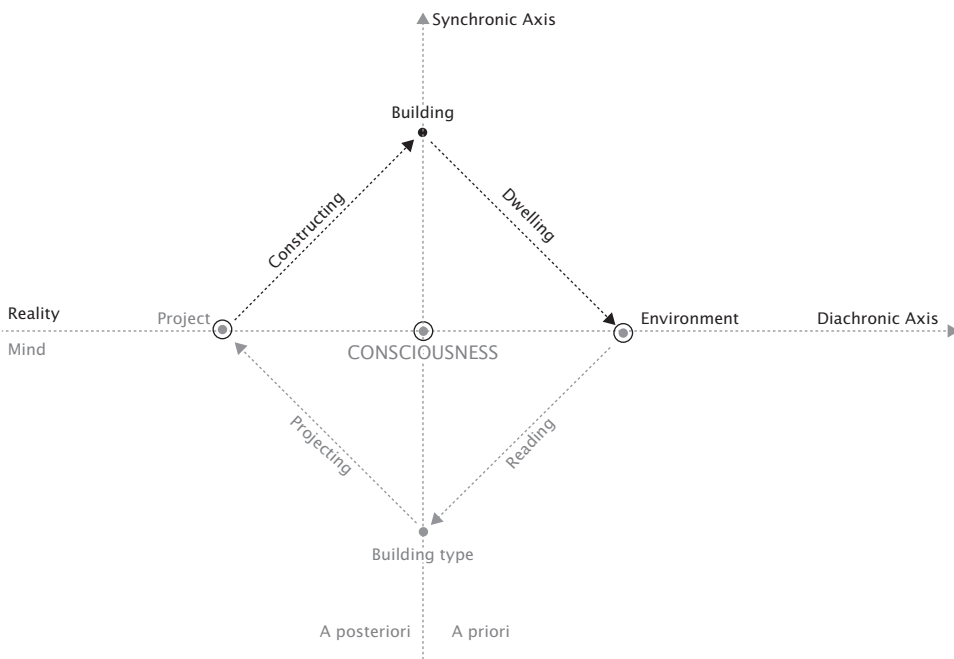 Synchronic Axis
Building
Constructing
Dwelling
Reality
Project
Environment
Diachronic Axis
Mind
CONSCIOUSNESS
Projecting
Reading
Building type
A posteriori
A priori